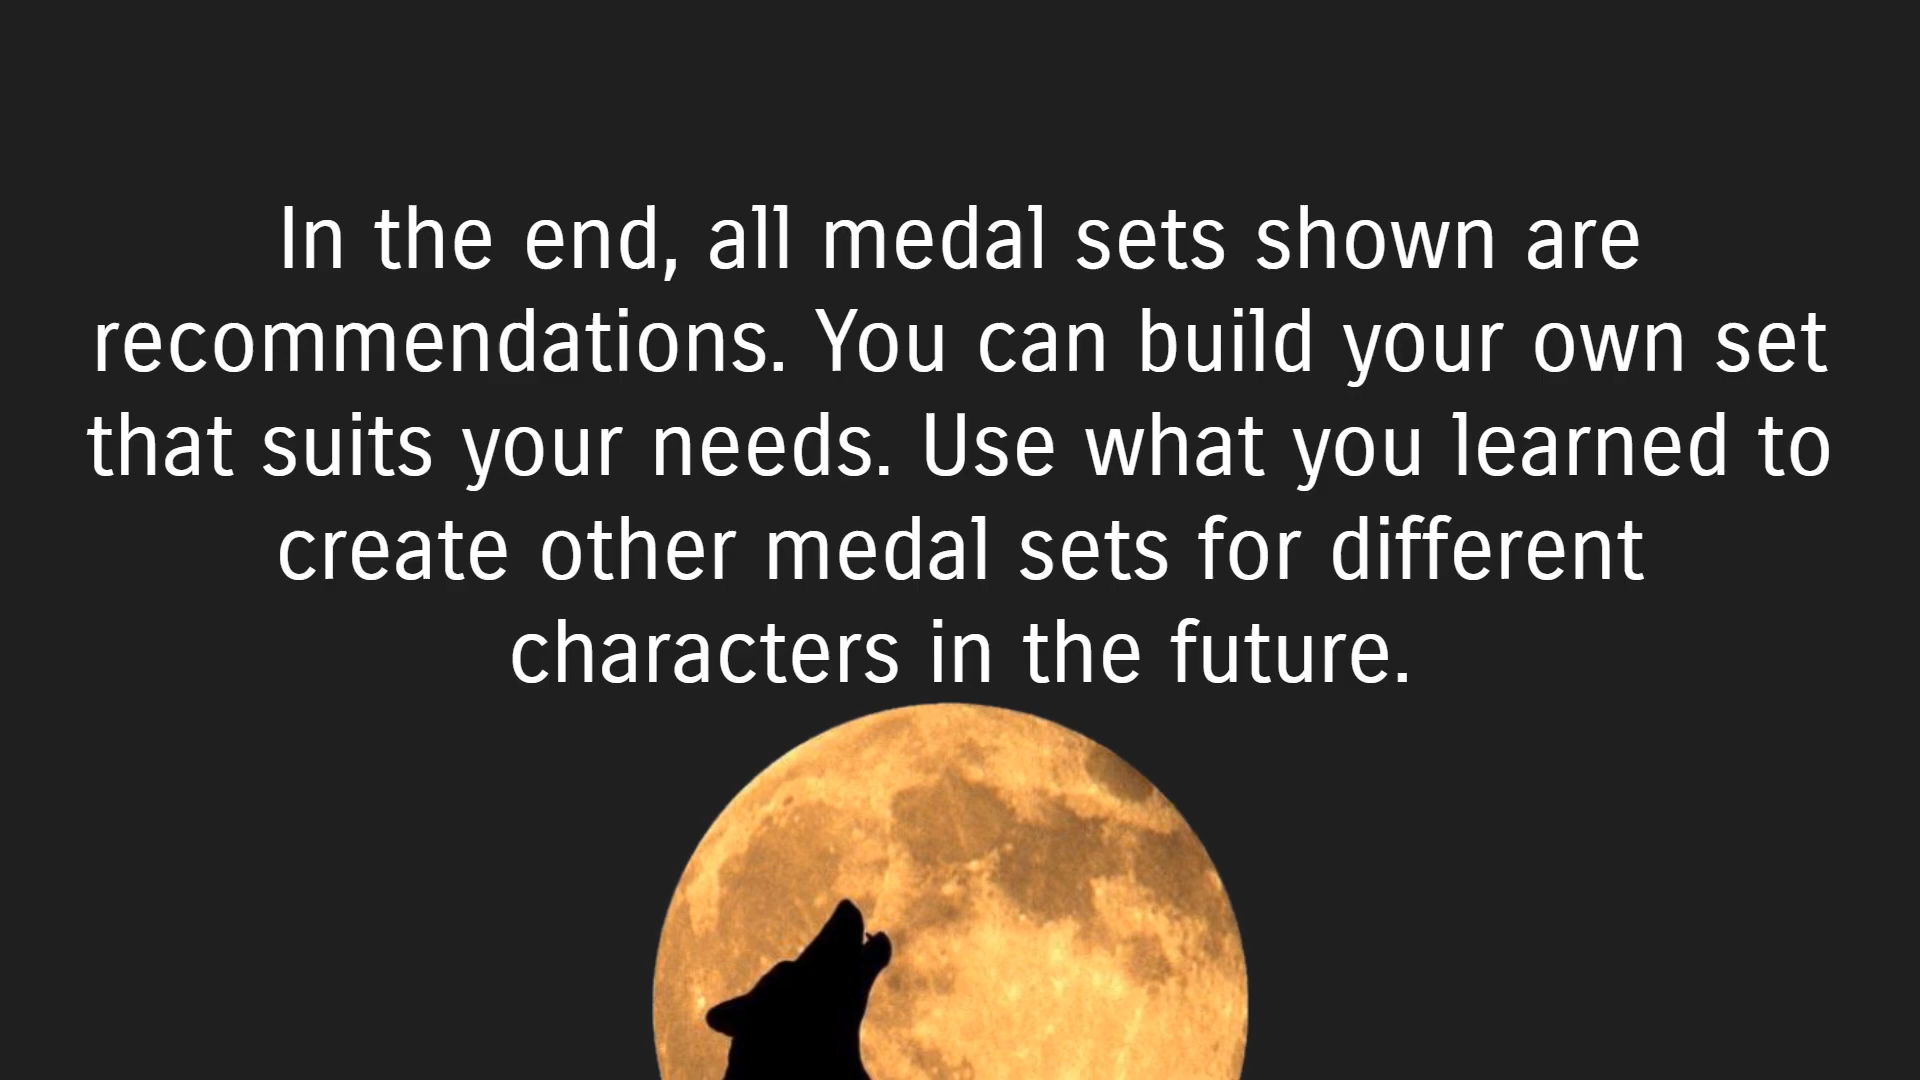 In the end, all medal sets shown are
recommendations. You can build your own set
that suits your needs. Use what you learned to
create other medal sets for different
characters in the future.